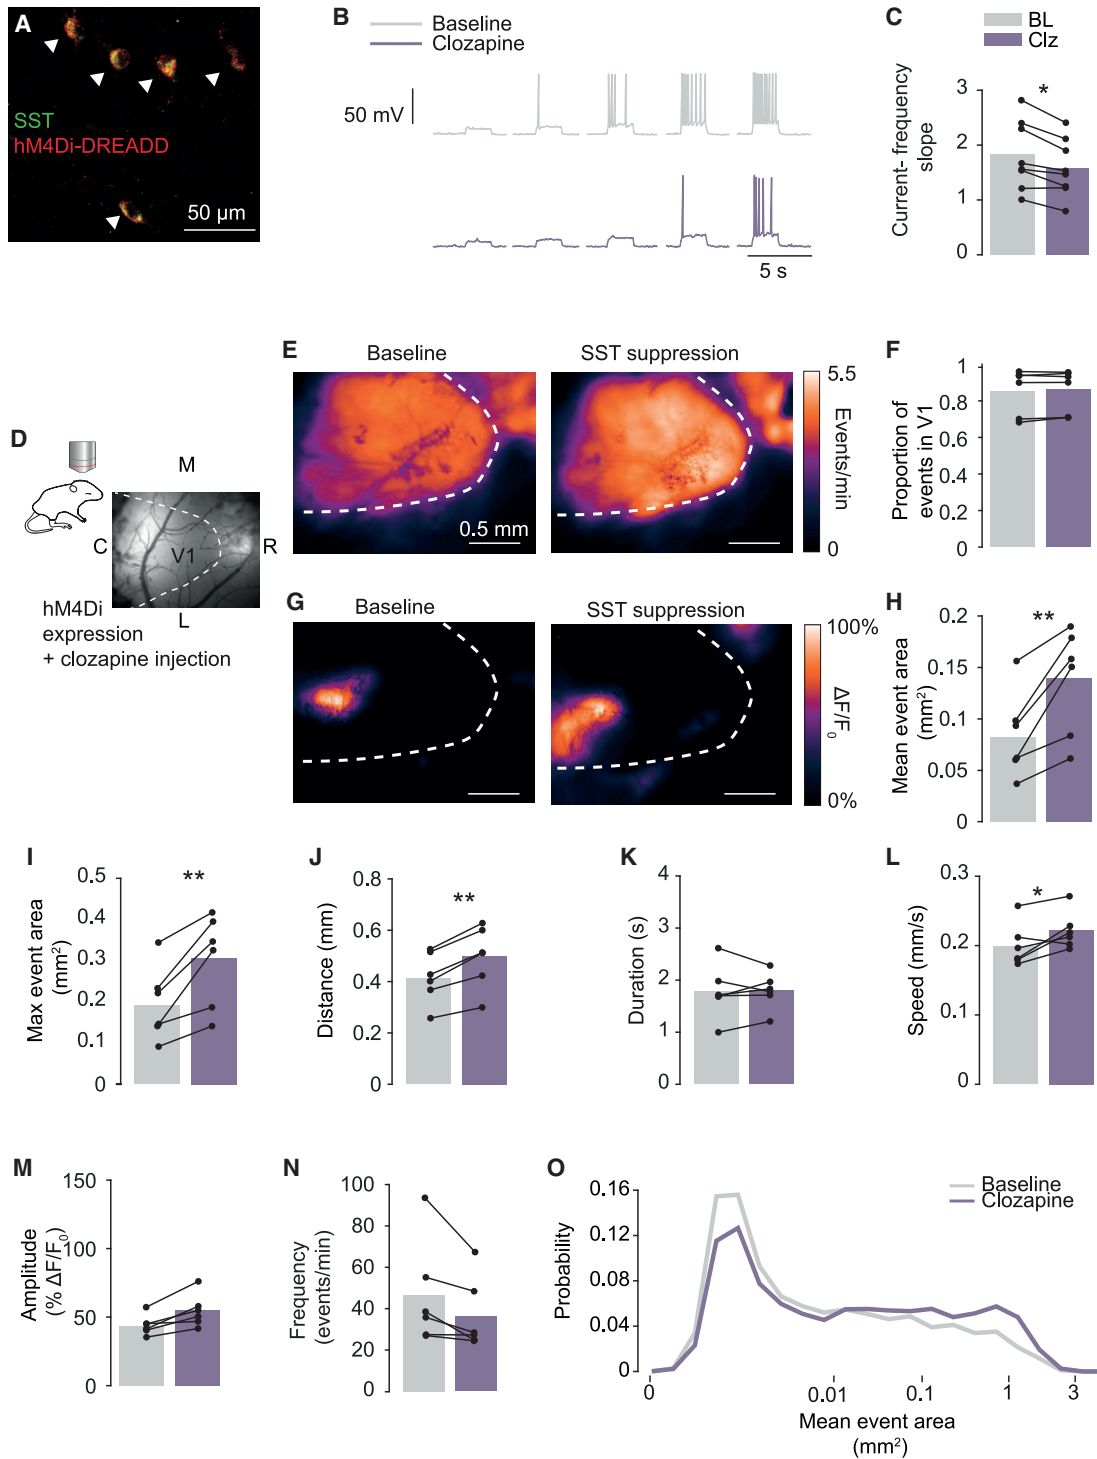 A
SST
hM4Di-DREADD
50 µm
B
Baseline
Clozapine
50 mV
5 s
C
BL
Clz
*
Current- frequency
slope
3
2
1
0
D
M
C
V1
R
L
hM4Di
expression
+ clozapine injection
E
Baseline
SST suppression
0.5 mm
5.5
Events/min
0
F
Proportion of
events in V1
1
0.8
0.6
0.4
0.2
0
G
Baseline
SST suppression
100%
ΔF/F0
0%
H
**
Mean event area
(mm²)
0.2
0.15
0.1
0.05
0
I
**
Max event area
(mm²)
0.5
0.4
0.3
0.2
0.1
0
J
**
Distance (mm)
0.8
0.6
0.4
0.2
0
K
Duration (s)
4
3
2
1
0
L
*
Speed (mm/s)
0.3
0.2
0.1
0
M
Amplitude
(% ΔF/F0)
150
100
50
0
N
Frequency
(events/min)
100
80
60
40
20
0
O
Baseline
Clozapine
Probability
0.16
0.12
0.08
0.04
0
0
0.01
0.1
1
3
Mean event area
(mm²)